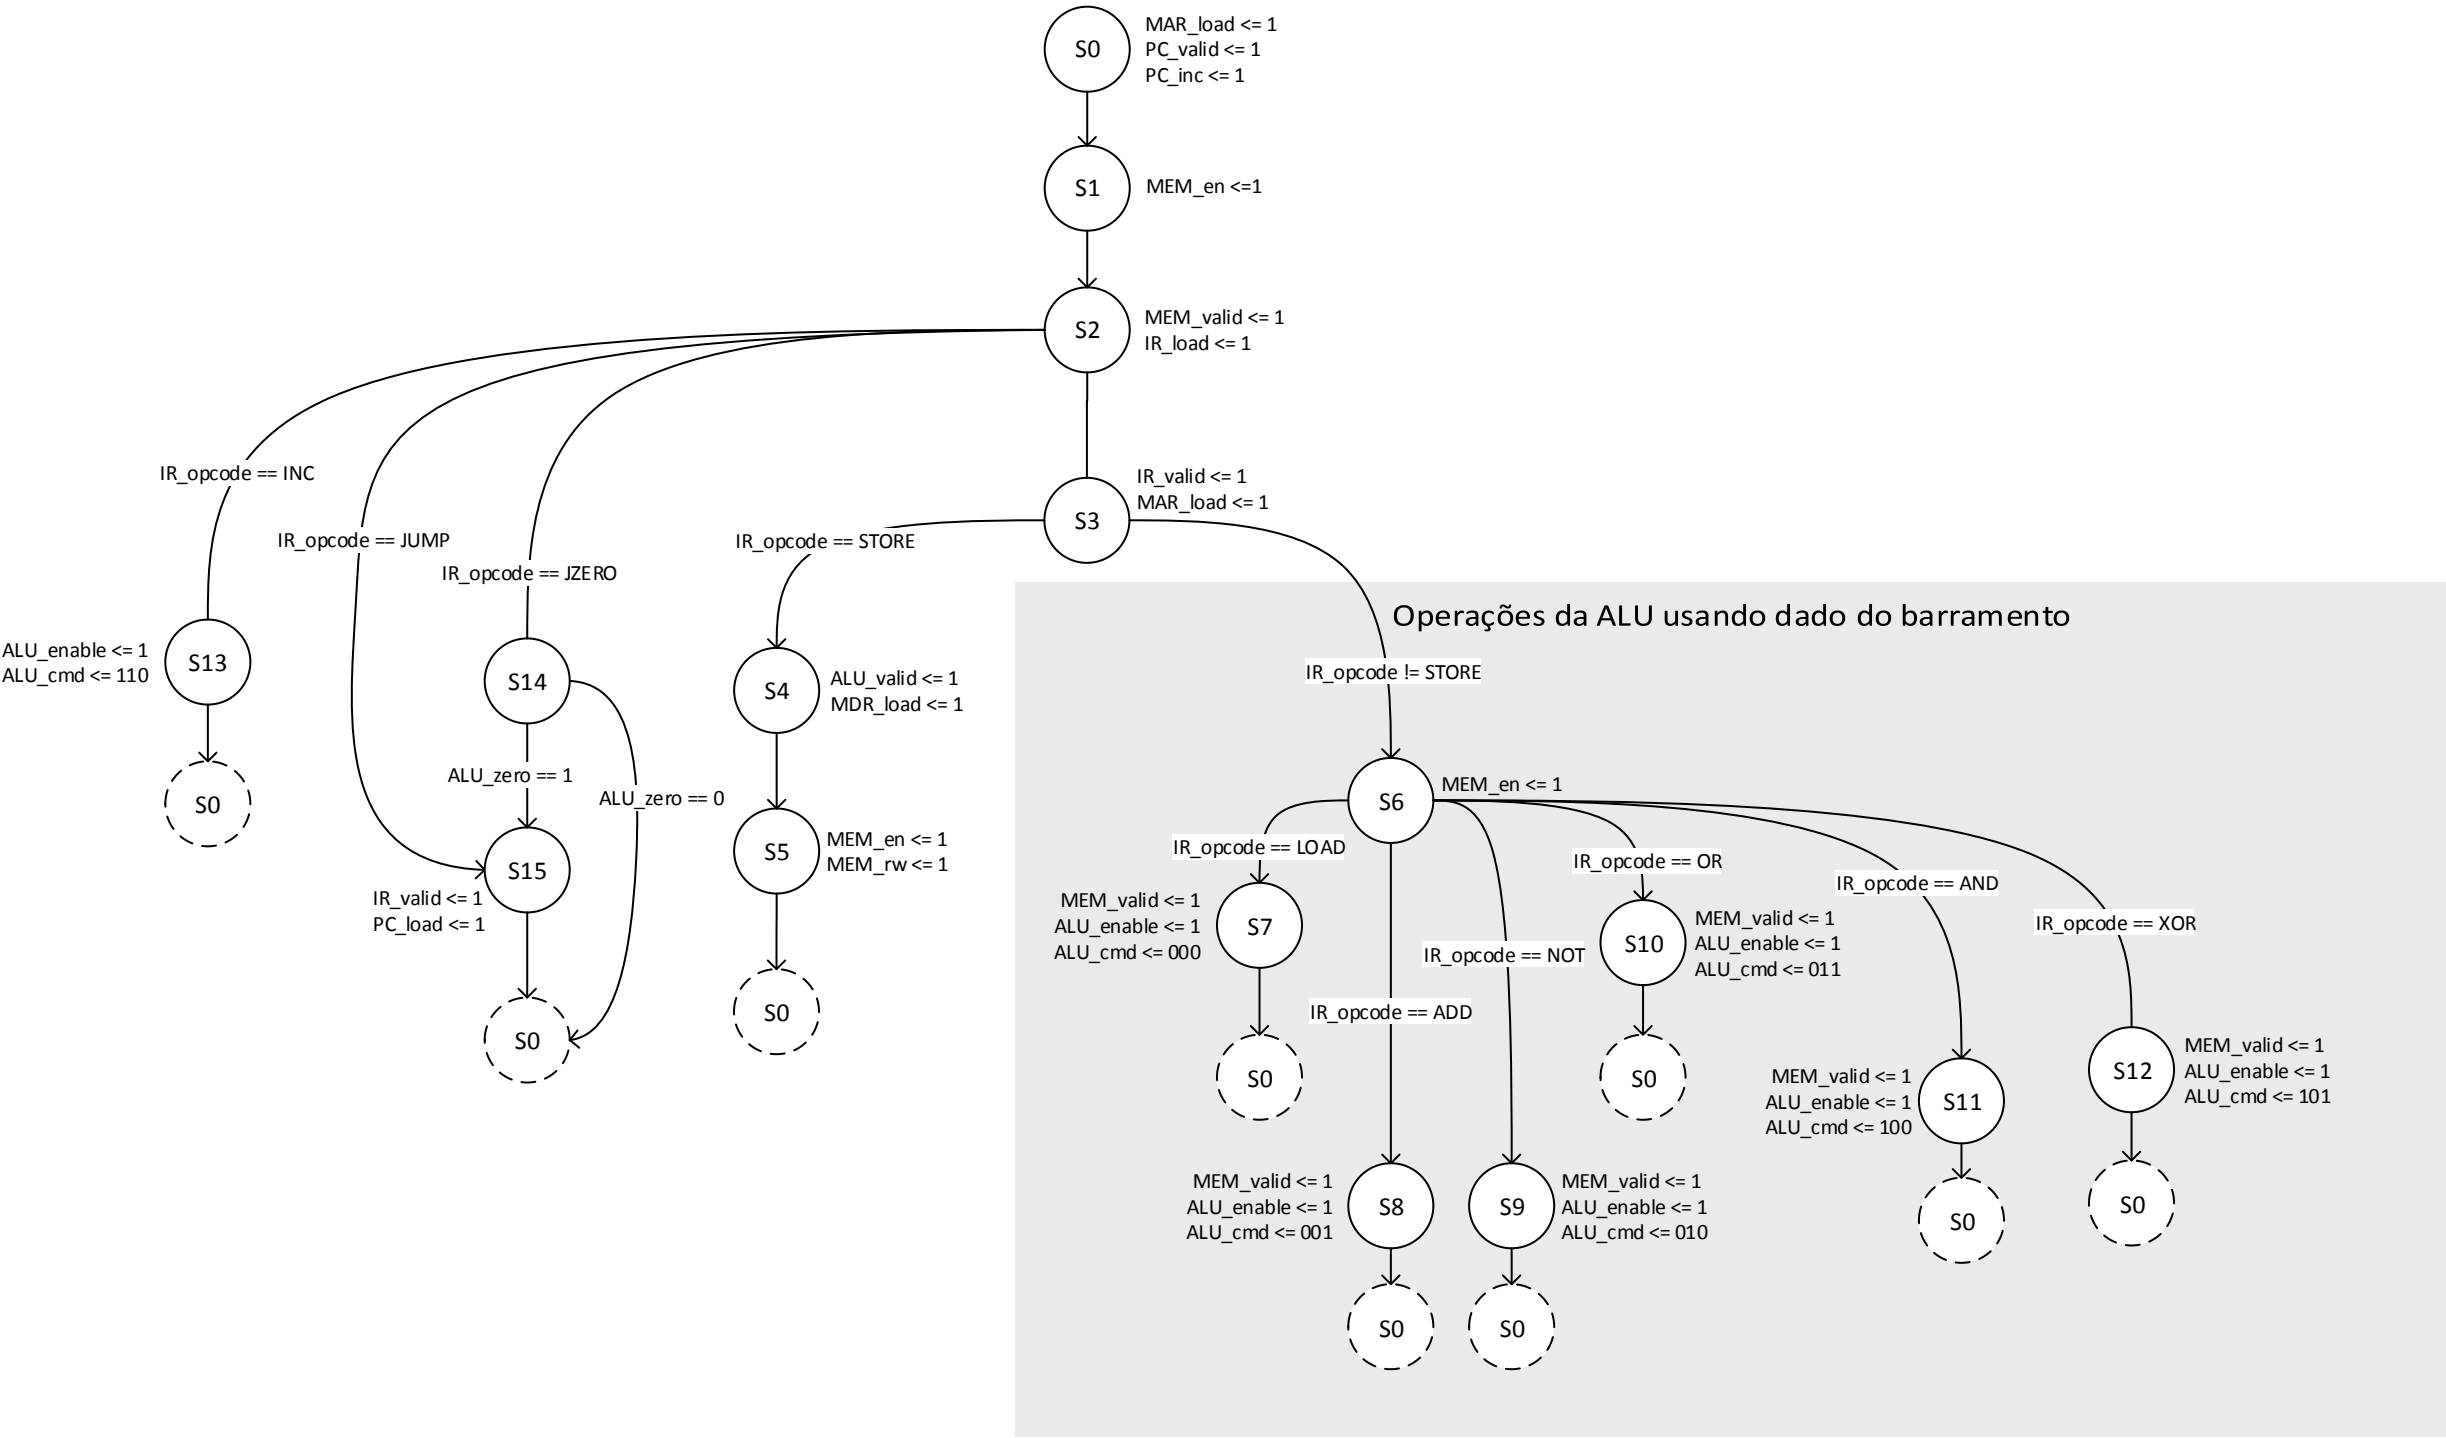 S0
MAR_load <= 1
PC_valid <= 1
PC_inc <= 1
S1
MEM_en <=1
S2
MEM_valid <= 1
IR_load <= 1
IR_opcode == INC
IR_opcode == JUMP
IR_opcode == JZERO
S3
IR_valid <= 1
MAR_load <= 1
IR_opcode == STORE
Operações da ALU usando dado do barramento
IR_opcode != STORE
ALU_enable <= 1
ALU_cmd <= 110
S13
S0
S14
ALU_zero == 1
ALU_zero == 0
S15
IR_valid <= 1
PC_load <= 1
S0
S4
ALU_valid <= 1
MDR_load <= 1
S5
MEM_en <= 1
MEM_rw <= 1
S0
S6
MEM_en <= 1
IR_opcode == LOAD
MEM_valid <= 1
ALU_enable <= 1
ALU_cmd <= 000
S7
S0
IR_opcode == ADD
MEM_valid <= 1
ALU_enable <= 1
ALU_cmd <= 001
S8
S0
IR_opcode == NOT
S9
MEM_valid <= 1
ALU_enable <= 1
ALU_cmd <= 010
S0
IR_opcode == OR
S10
MEM_valid <= 1
ALU_enable <= 1
ALU_cmd <= 011
S0
IR_opcode == AND
MEM_valid <= 1
ALU_enable <= 1
ALU_cmd <= 100
S11
S0
IR_opcode == XOR
S12
MEM_valid <= 1
ALU_enable <= 1
ALU_cmd <= 101
S0